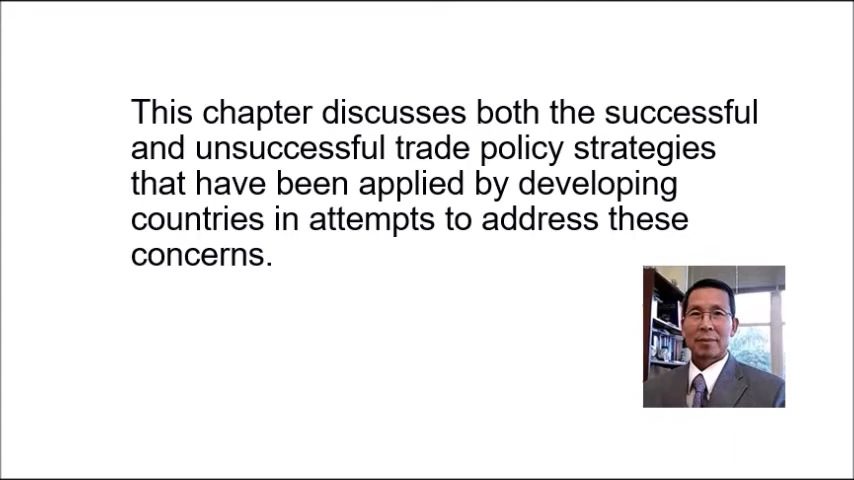 This chapter discusses both the successful
and unsuccessful trade policy strategies
that have been applied by developing
countries in attempts to address these
concerns.